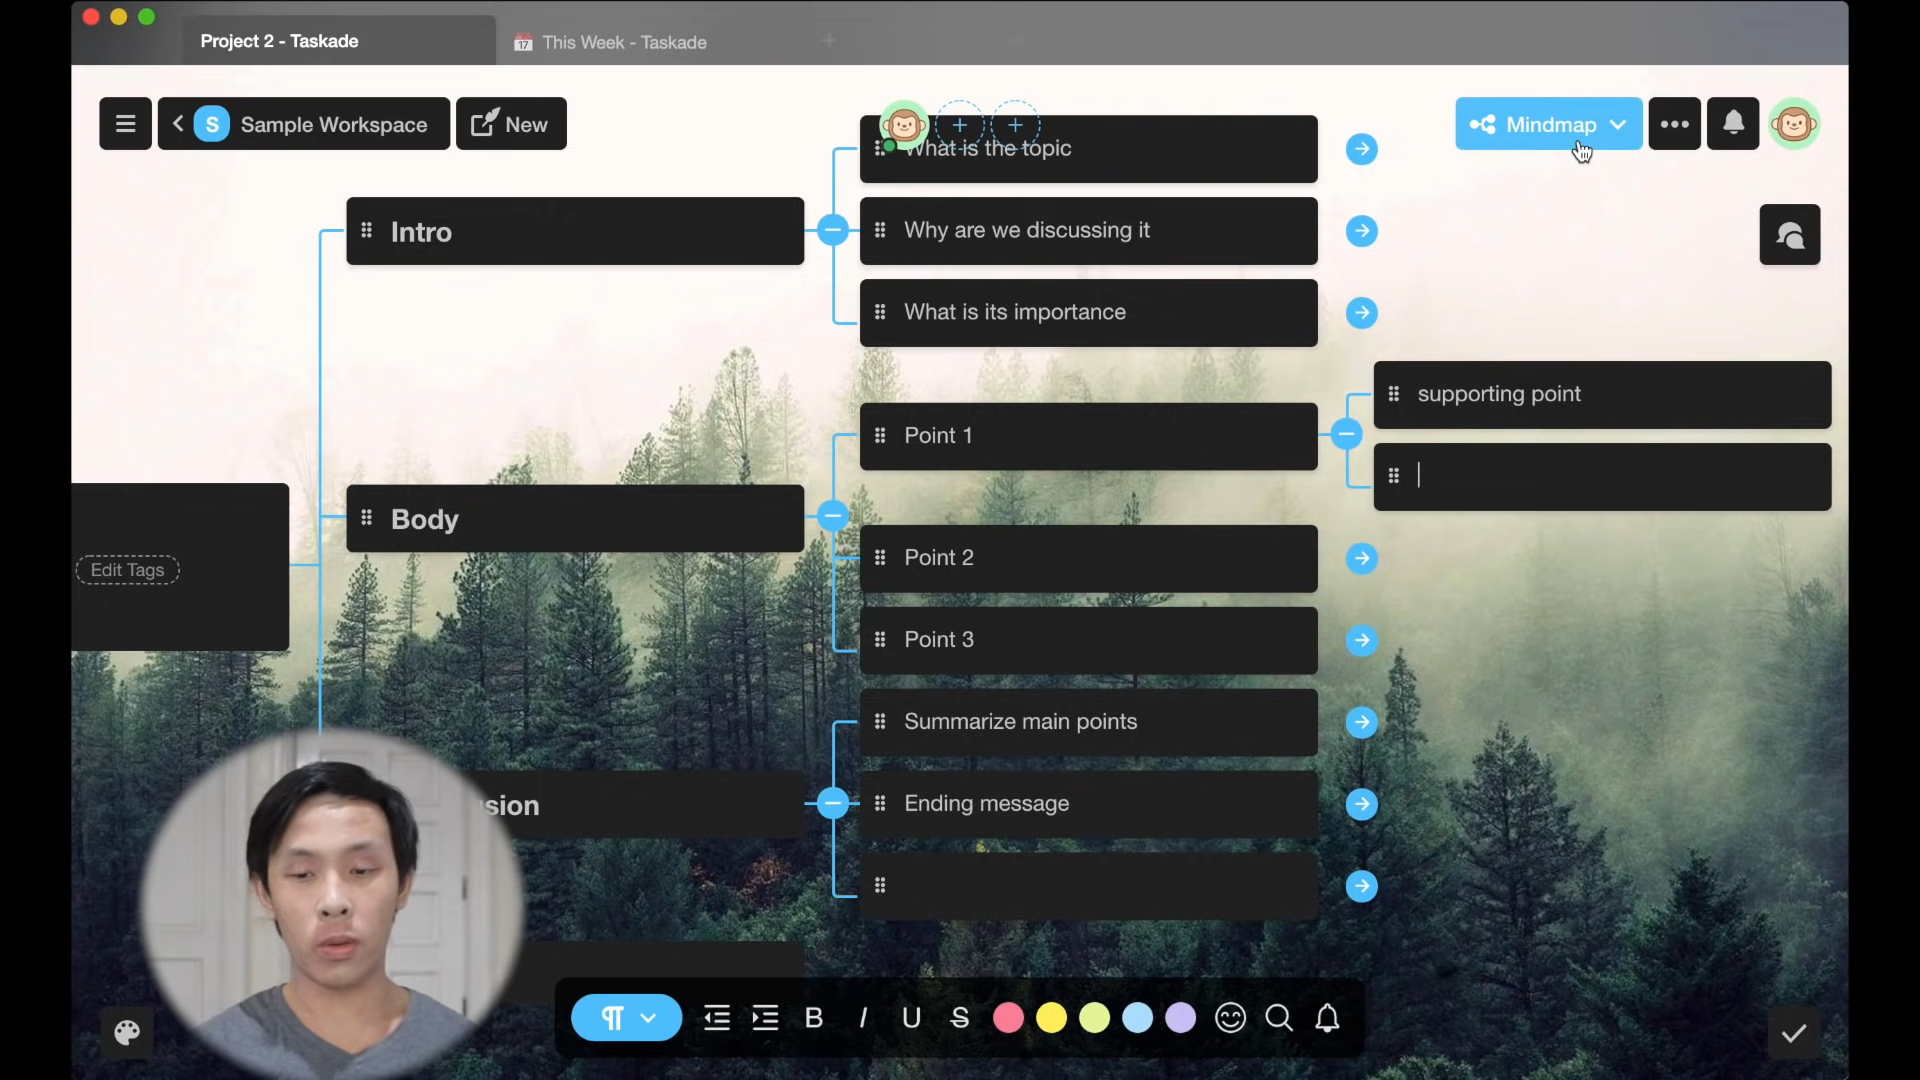 Project 2 - Taskade
17 This Week - Taskade
S Sample Workspace
New
Mindmap
What is the topic
Intro
Why are we discussing it
What is its importance
supporting point
Point 1
Body
Edit Tags
Point 2
Point 3
Summarize main points
sion
Ending message
B I U S